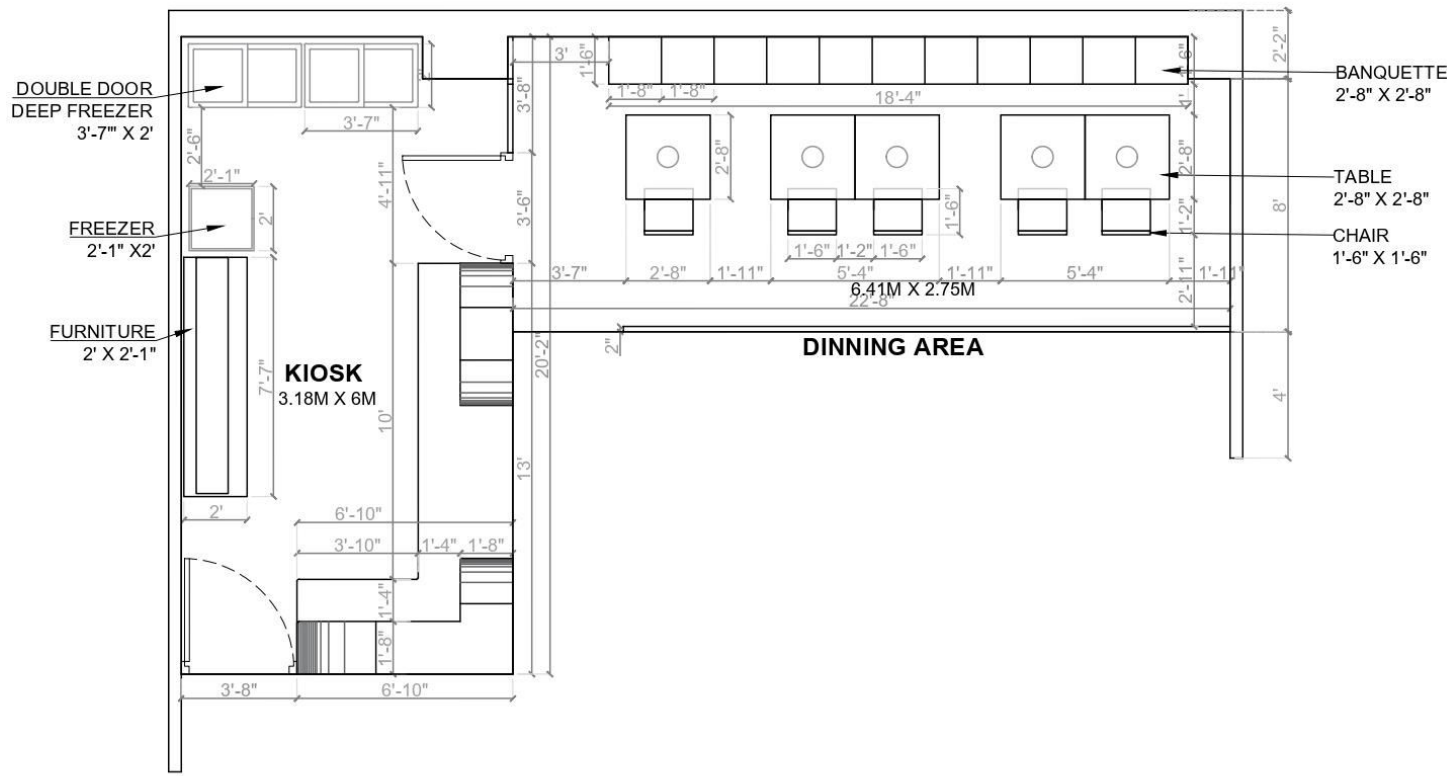 DOUBLE DOOR
DEEP FREEZER
3'-7"' X 2'
FREEZER
2'-1" X2'
FURNITURE
2' X 2'-1"
KIOSK
3.18M X 6M
3'-7"
2'-6"
2'-1"
2'
4'-11"
7'-7"
2'
10'
6'-10"
3'-10"
1'-4"
1'-8"
1'-4"
1'-8"
3'-8"
6'-10"
3'-8"
3'-6"
20'-2"
13'
3'
1'-6"
1'-8"
1'-8"
18'-4"
1'-6"
1'
2'-2"
BANQUETTE
2'-8" X 2'-8"
2'-8"
2'-8"
TABLE
2'-8" X 2'-8"
8'
1'-6"
1'-2"
CHAIR
1'-6" X 1'-6"
1'-6"
1'-2"
1'-6"
3'-7"
2'-8"
1'-11"
5'-4"
1'-11"
5'-4"
1'-11"
2'-11"
6.41M X 2.75M
22'-8"
2"
DINNING AREA
4'